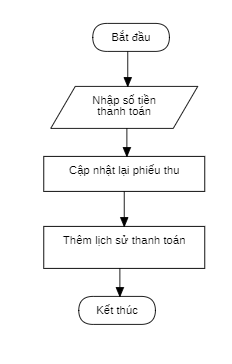 Bắt đầu
Nhập số tiền
thanh toán
Cập nhật lại phiếu thu
Thêm lịch sử thanh toán
Kết thúc